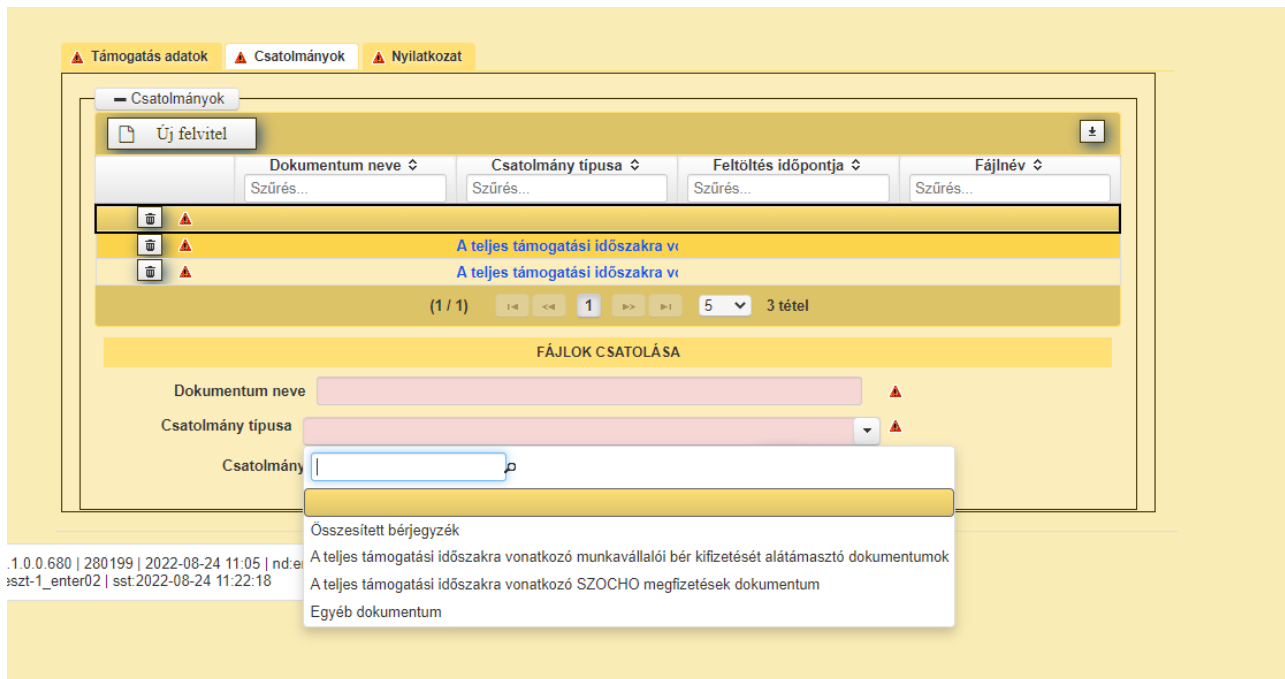 Támogatás adatok Csatolmányok Nyilatkozat
Csatolmányok
Új felvitel
Dokumentum neve Csatolmány típusa Feltöltés időpontja Fájlnév
Szűrés... Szűrés... Szűrés... Szűrés...
A teljes támogatási időszakra vo
A teljes támogatási időszakra vo
(1 / 1) 1 5 3 tétel
FÁJLOK CSATOLÁSA
Dokumentum neve
Csatolmány típusa
Csatolmány
Összesített bérjegyzék
A teljes támogatási időszakra vonatkozó munkavállalói bér kifizetését alátámasztó dokumentumok
A teljes támogatási időszakra vonatkozó SZOCHO megfizetések dokumentum
Egyéb dokumentum
.1.0.0.680 | 280199 | 2022-08-24 11:05 | nd:e
eszt-1_enter02 | sst:2022-08-24 11:22:18